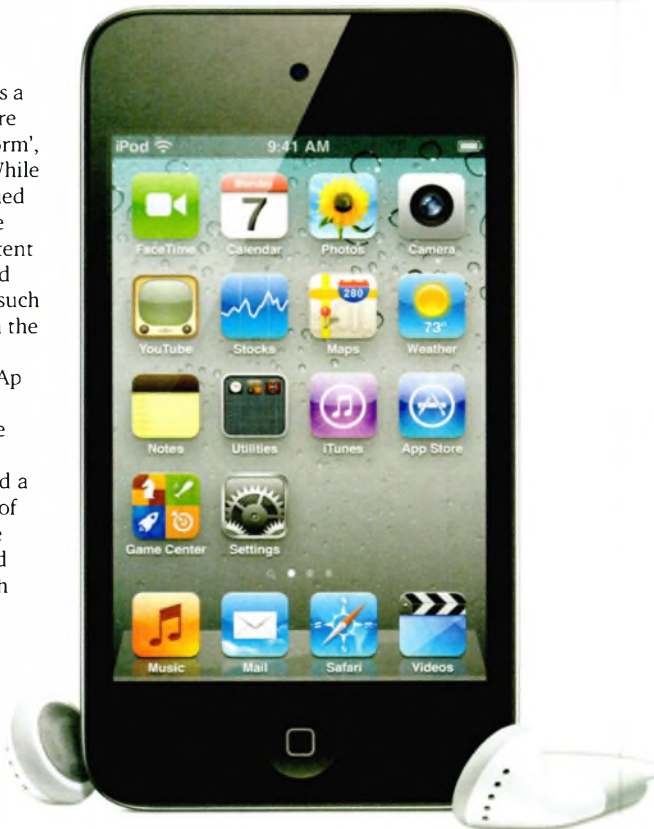 s a
re
orm',
While
ed
e
tent
d
such
n the
Ap
e
d a
of
e
d
h
iPod 9:41 AM
Monday
7
280
73°
FaceTime Calendar Photos Camera
YouTube Stocks Maps Weather
Notes Utilities iTunes App Store
Game Center Settings
Music Mail Safari Videos